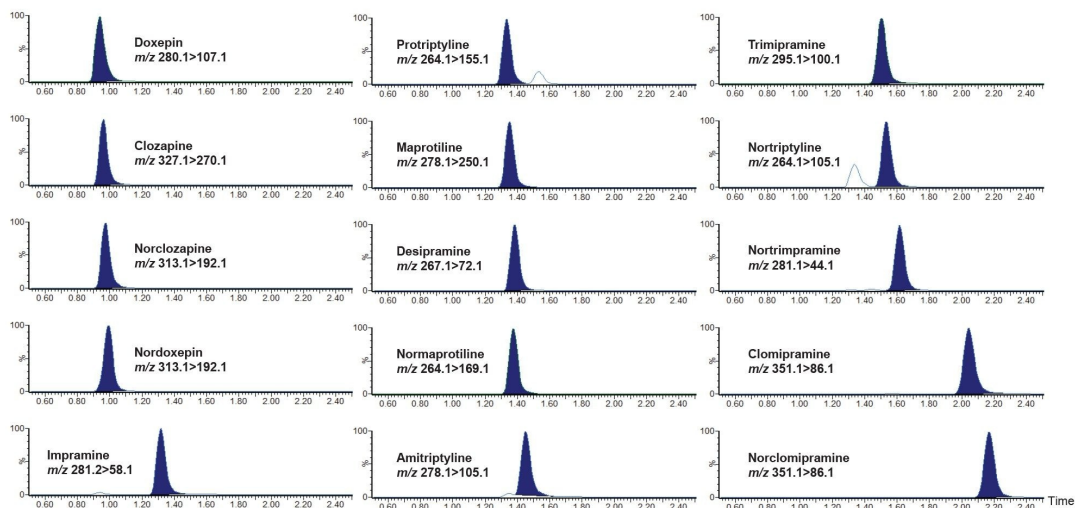 100
Doxepin
m/z 280.1>107.1
%
0
0.60 0.80 1.00 1.20 1.40 1.60 1.80 2.00 2.20 2.40
100
Protriptyline
m/z 264.1>155.1
%
0
0.60 0.80 1.00 1.20 1.40 1.60 1.80 2.00 2.20 2.40
100
Trimipramine
m/z 295.1>100.1
%
0
0.60 0.80 1.00 1.20 1.40 1.60 1.80 2.00 2.20 2.40
100
Clozapine
m/z 327.1>270.1
%
0
0.60 0.80 1.00 1.20 1.40 1.60 1.80 2.00 2.20 2.40
100
Maprotiline
m/z 278.1>250.1
%
0
0.60 0.80 1.00 1.20 1.40 1.60 1.80 2.00 2.20 2.40
100
Nortriptyline
m/z 264.1>105.1
%
0
0.60 0.80 1.00 1.20 1.40 1.60 1.80 2.00 2.20 2.40
100
Norclozapine
m/z 313.1>192.1
%
0
0.60 0.80 1.00 1.20 1.40 1.60 1.80 2.00 2.20 2.40
100
Desipramine
m/z 267.1>72.1
%
0
0.60 0.80 1.00 1.20 1.40 1.60 1.80 2.00 2.20 2.40
100
Nortrimpramine
m/z 281.1>44.1
%
0
0.60 0.80 1.00 1.20 1.40 1.60 1.80 2.00 2.20 2.40
100
Nordoxepin
m/z 313.1>192.1
%
0
0.60 0.80 1.00 1.20 1.40 1.60 1.80 2.00 2.20 2.40
100
Normaprotiline
m/z 264.1>169.1
%
0
0.60 0.80 1.00 1.20 1.40 1.60 1.80 2.00 2.20 2.40
100
Clomipramine
m/z 351.1>86.1
%
0
0.60 0.80 1.00 1.20 1.40 1.60 1.80 2.00 2.20 2.40
100
Impramine
m/z 281.2>58.1
%
0
0.60 0.80 1.00 1.20 1.40 1.60 1.80 2.00 2.20 2.40
100
Amitriptyline
m/z 278.1>105.1
%
0
0.60 0.80 1.00 1.20 1.40 1.60 1.80 2.00 2.20 2.40
100
Norclomipramine
m/z 351.1>86.1
%
0
Time
0.60 0.80 1.00 1.20 1.40 1.60 1.80 2.00 2.20 2.40